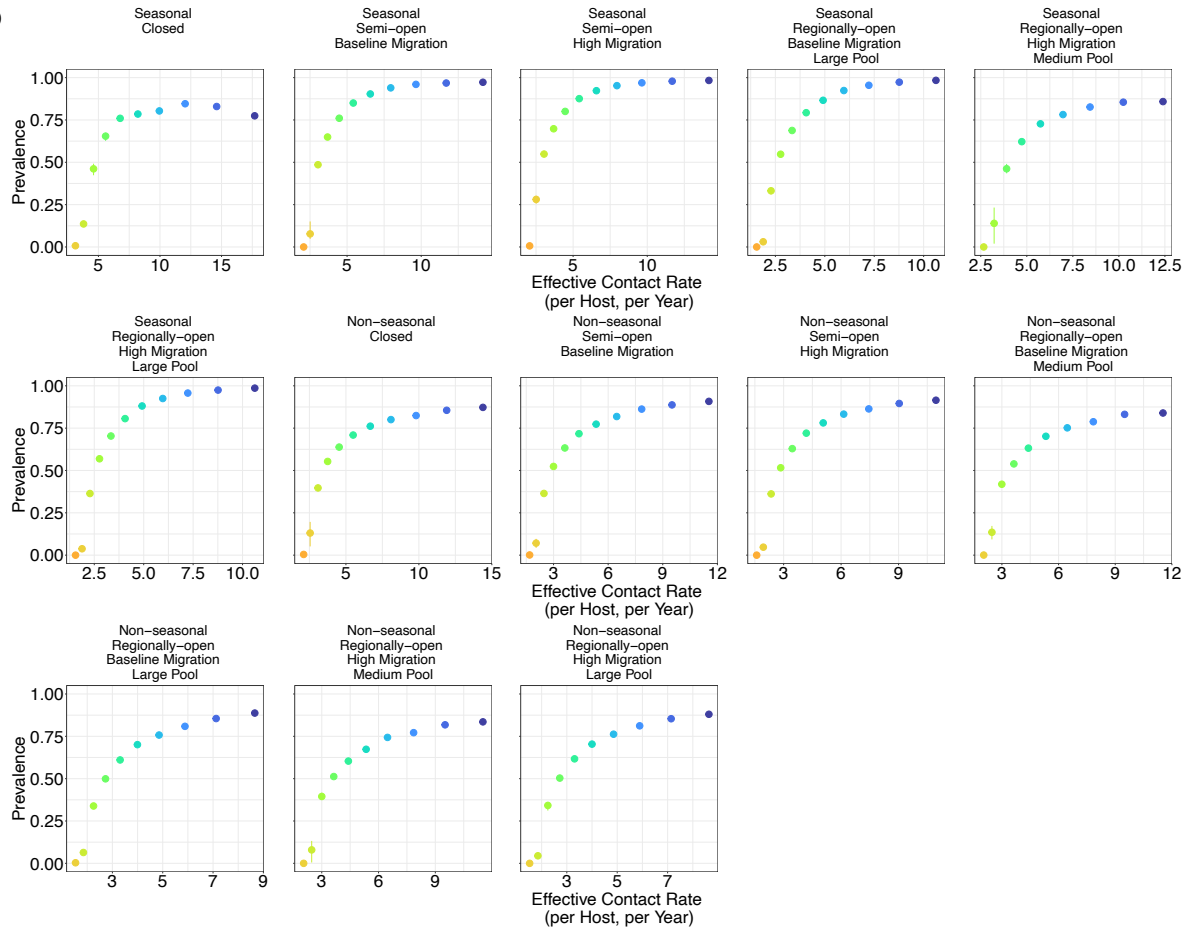 Seasonal
Closed
Seasonal
Semi−open
Baseline Migration
Seasonal
Semi−open
High Migration
Seasonal
Regionally−open
Baseline Migration
Large Pool
Seasonal
Regionally−open
High Migration
Medium Pool
Prevalence
1.00
0.75
0.50
0.25
0.00
5 10 15
5 10
5 10
2.5 5.0 7.5 10.0
2.5 5.0 7.5 10.0 12.5
Effective Contact Rate
(per Host, per Year)
Seasonal
Regionally−open
High Migration
Large Pool
Non−seasonal
Closed
Non−seasonal
Semi−open
Baseline Migration
Non−seasonal
Semi−open
High Migration
Non−seasonal
Regionally−open
Baseline Migration
Medium Pool
Prevalence
1.00
0.75
0.50
0.25
0.00
2.5 5.0 7.5 10.0
5 10 15
3 6 9 12
3 6 9
3 6 9 12
Effective Contact Rate
(per Host, per Year)
Non−seasonal
Regionally−open
Baseline Migration
Large Pool
Non−seasonal
Regionally−open
High Migration
Medium Pool
Non−seasonal
Regionally−open
High Migration
Large Pool
Prevalence
1.00
0.75
0.50
0.25
0.00
3 5 7 9
3 6 9
3 5 7
Effective Contact Rate
(per Host, per Year)